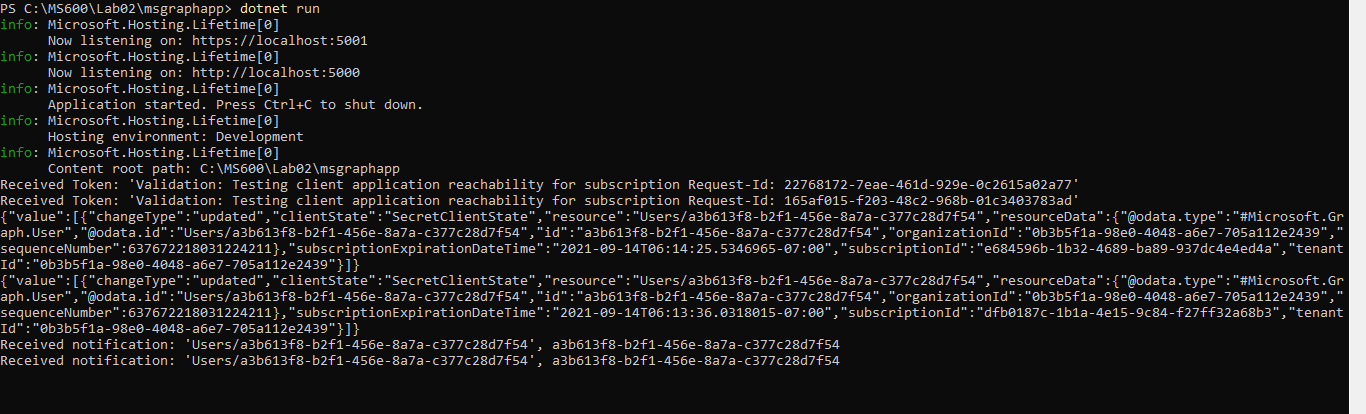 PS C:\MS600\Lab02\msgraphapp> dotnet run
info: Microsoft.Hosting.Lifetime[0]
      Now listening on: https://localhost:5001
info: Microsoft.Hosting.Lifetime[0]
      Now listening on: http://localhost:5000
info: Microsoft.Hosting.Lifetime[0]
      Application started. Press Ctrl+C to shut down.
info: Microsoft.Hosting.Lifetime[0]
      Hosting environment: Development
info: Microsoft.Hosting.Lifetime[0]
      Content root path: C:\MS600\Lab02\msgraphapp
Received Token: 'Validation: Testing client application reachability for subscription Request-Id: 22768172-7eae-461d-929e-0c2615a02a77'
Received Token: 'Validation: Testing client application reachability for subscription Request-Id: 165af015-f203-48c2-968b-01c3403783ad'
{"value":[{"changeType":"updated","clientState":"SecretClientState","resource":"Users/a3b613f8-b2f1-456e-8a7a-c377c28d7f54","resourceData":{"@odata.type":"#Microsoft.Gr
aph.User","@odata.id":"Users/a3b613f8-b2f1-456e-8a7a-c377c28d7f54","id":"a3b613f8-b2f1-456e-8a7a-c377c28d7f54","organizationId":"0b3b5f1a-98e0-4048-a6e7-705a112e2439","
sequenceNumber":637672218031224211},"subscriptionExpirationDateTime":"2021-09-14T06:14:25.5346965-07:00","subscriptionId":"e684596b-1b32-4689-ba89-937dc4e4ed4a","tenant
Id":"0b3b5f1a-98e0-4048-a6e7-705a112e2439"}]}
{"value":[{"changeType":"updated","clientState":"SecretClientState","resource":"Users/a3b613f8-b2f1-456e-8a7a-c377c28d7f54","resourceData":{"@odata.type":"#Microsoft.Gr
aph.User","@odata.id":"Users/a3b613f8-b2f1-456e-8a7a-c377c28d7f54","id":"a3b613f8-b2f1-456e-8a7a-c377c28d7f54","organizationId":"0b3b5f1a-98e0-4048-a6e7-705a112e2439","
sequenceNumber":637672218031224211},"subscriptionExpirationDateTime":"2021-09-14T06:13:36.0318015-07:00","subscriptionId":"dfb0187c-1b1a-4e15-9c84-f27ff32a68b3","tenant
Id":"0b3b5f1a-98e0-4048-a6e7-705a112e2439"}]}
Received notification: 'Users/a3b613f8-b2f1-456e-8a7a-c377c28d7f54', a3b613f8-b2f1-456e-8a7a-c377c28d7f54
Received notification: 'Users/a3b613f8-b2f1-456e-8a7a-c377c28d7f54', a3b613f8-b2f1-456e-8a7a-c377c28d7f54